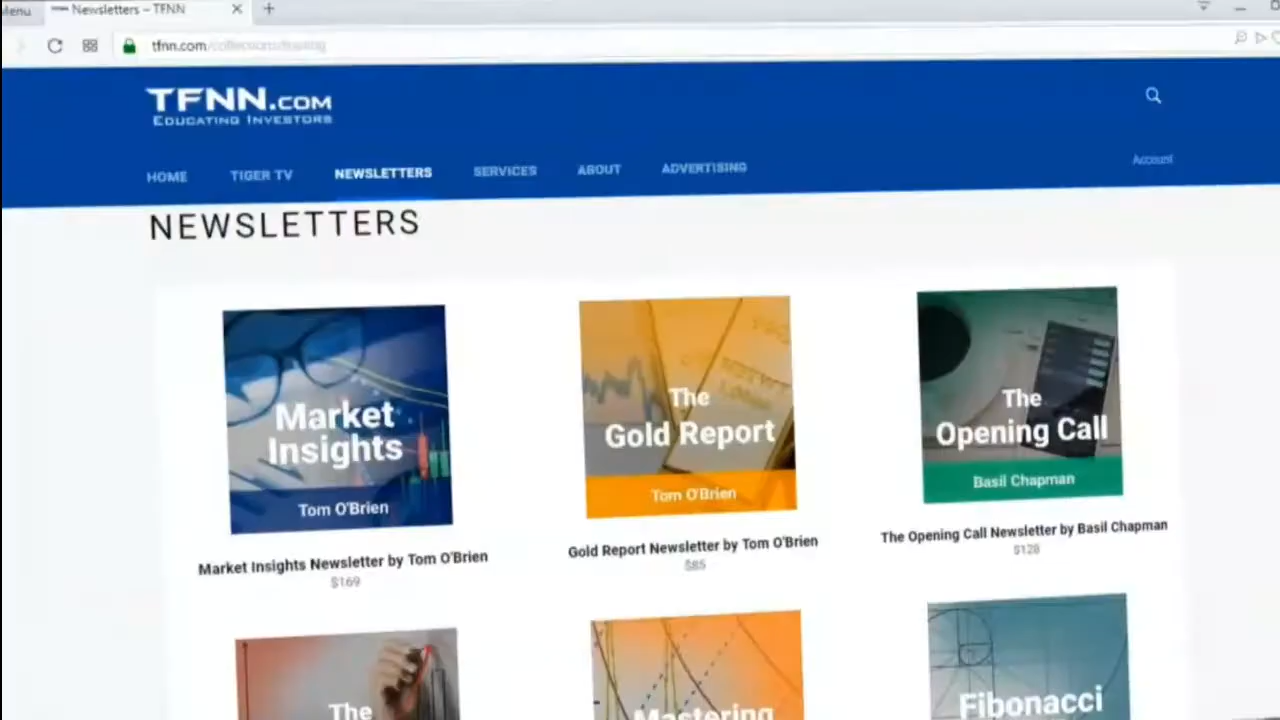 Menu
Newsletters – TFNN
tfnn.com
TFNN.COM
EDUCATING INVESTORS
Account
HOME
TIGER TV
NEWSLETTERS
SERVICES
ABOUT
ADVERTISING
NEWSLETTERS
Market
Insights
Tom O'Brien
Market Insights Newsletter by Tom O'Brien
$169
The
Gold Report
Tom O'Brien
Gold Report Newsletter by Tom O'Brien
$85
The
Opening Call
Basil Chapman
The Opening Call Newsletter by Basil Chapman
$128
The
Mastering
Fibonacci